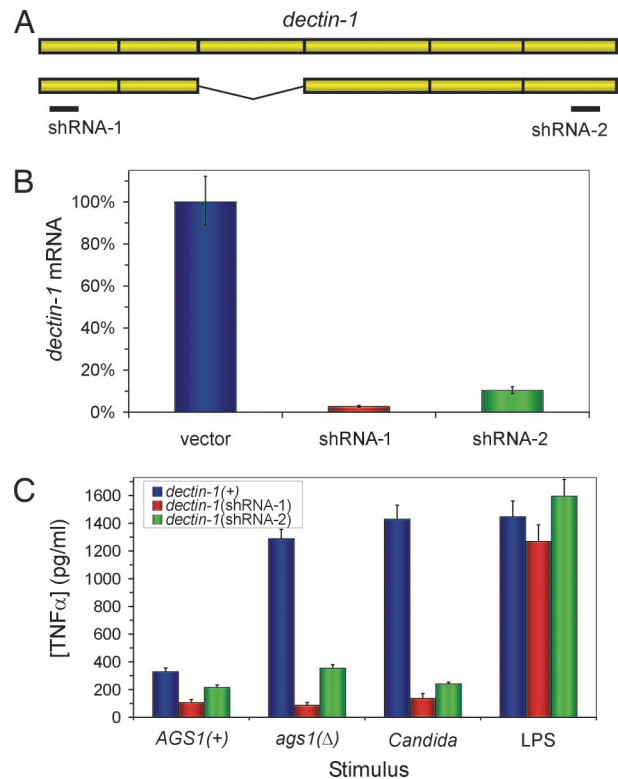 A
dectin-1
shRNA-1
shRNA-2
B
dectin-1 mRNA
100%
80%
60%
40%
20%
0%
vector
shRNA-1
shRNA-2
C
[TNFα] (pg/ml)
1600
1400
1200
1000
800
600
400
200
0
dectin-1(+)
dectin-1(shRNA-1)
dectin-1(shRNA-2)
AGS1(+)
ags1(Δ)
Candida
LPS
Stimulus